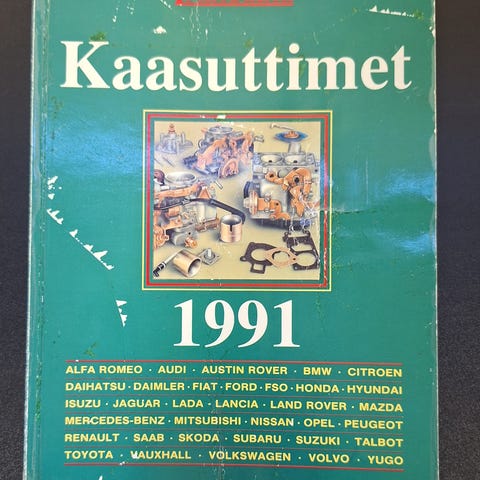 Kaasuttimet
1991
ALFA ROMEO · AUDI · AUSTIN ROVER · BMW · CITROEN
DAIHATSU · DAIMLER · FIAT · FORD · FSO · HONDA · HYUNDAI
ISUZU · JAGUAR · LADA · LANCIA · LAND ROVER · MAZDA
MERCEDES-BENZ · MITSUBISHI · NISSAN · OPEL · PEUGEOT
RENAULT · SAAB · SKODA · SUBARU · SUZUKI · TALBOT
TOYOTA · VAUXHALL · VOLKSWAGEN · VOLVO · YUGO